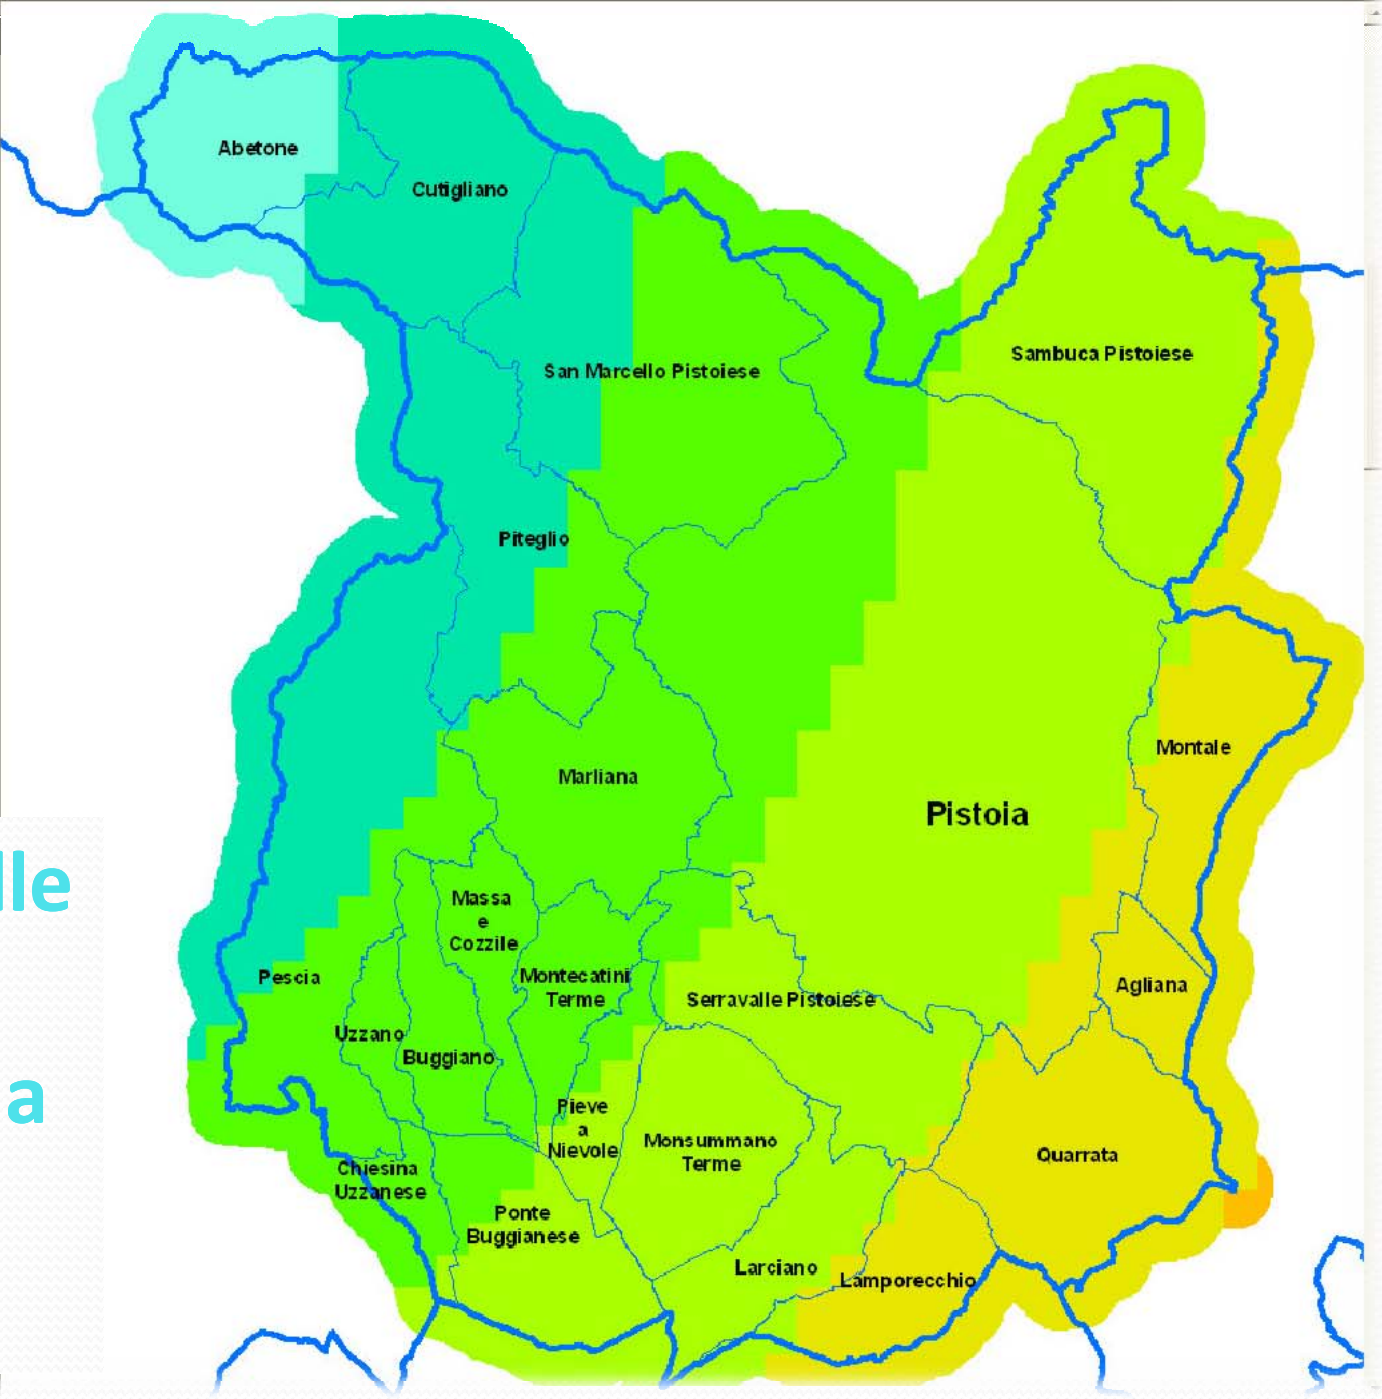 Abetone
Cutigliano
San Marcello Pistoiese
Sambuca Pistoiese
Piteglio
Montale
Marliana
Pistoia
lle
Massa
e
Cozzile
Pescia
Montecatini
Terme
Serravalle Pistoiese
Agliana
Uzzano
Buggiano
a
Pieve
a
Nievole
Monsummano
Terme
Quarrata
Chiesina
Uzzanese
Ponte
Buggianese
Larciano
Lamporecchio